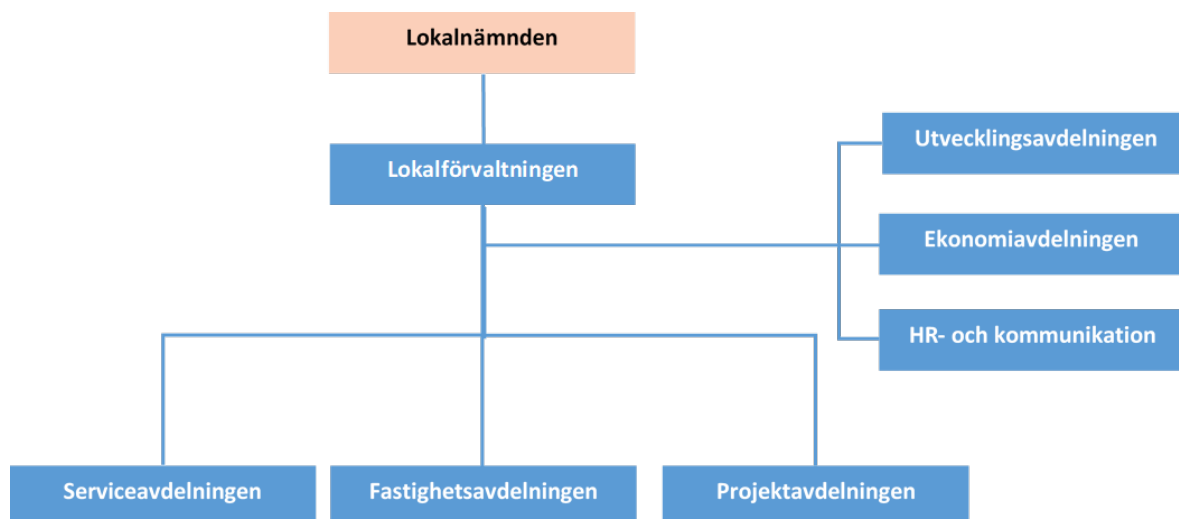 Lokalnämnden
Utvecklingsavdelningen
Lokalförvaltningen
Ekonomiavdelningen
HR- och kommunikation
Serviceavdelningen
Fastighetsavdelningen
Projektavdelningen